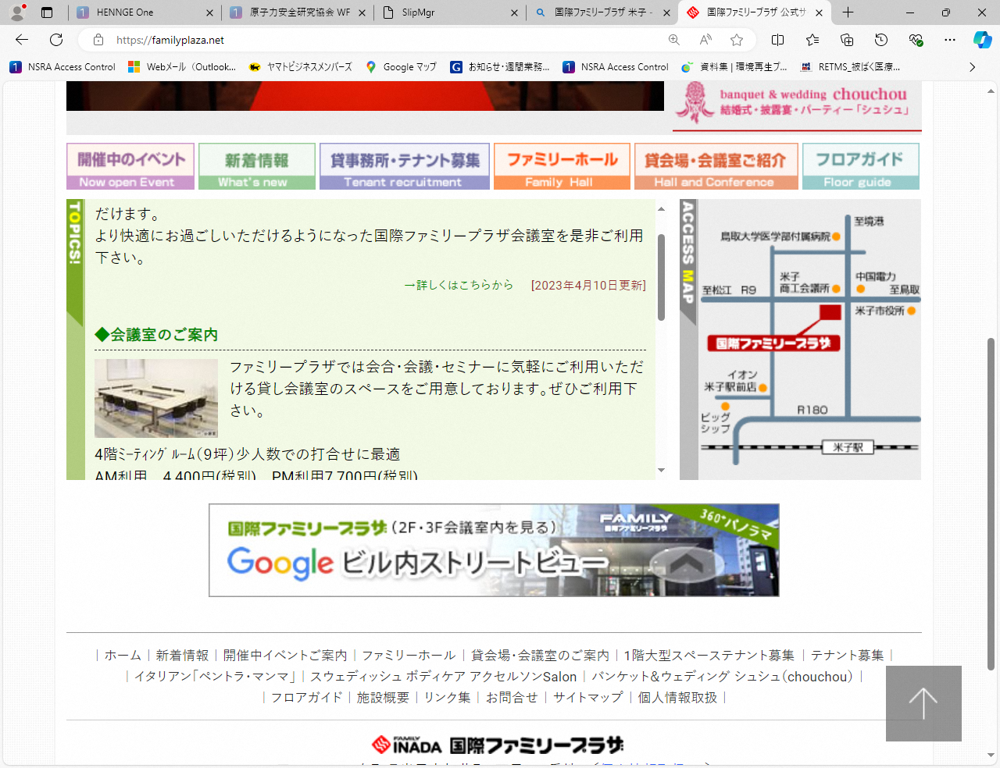 HENNGE One
原子力安全研究協会 WF
SlipMgr
国際ファミリープラザ 米子 -
国際ファミリープラザ 公式サ
https://familyplaza.net
NSRA Access Control
Webメール（Outlook...
ヤマトビジネスメンバーズ
Google マップ
お知らせ・週間業務...
NSRA Access Control
資料集 | 環境再生プ...
RETMS_被ばく医療...
banquet & wedding chouchou
結婚式・披露宴・パーティー「シュシュ」
開催中のイベント
Now open Event
新着情報
What's new
貸事務所・テナント募集
Tenant recruitment
ファミリーホール
Family Hall
貸会場・会議室ご紹介
Hall and Conference
フロアガイド
Floor guide
TOPICS!
だけます。
より快適にお過ごしいただけるようになった国際ファミリープラザ会議室を是非ご利用
下さい。
→詳しくはこちらから [2023年4月10日更新]
◆会議室のご案内
ファミリープラザでは会合・会議・セミナーに気軽にご利用いただ
ける貸し会議室のスペースをご用意しております。ぜひご利用下
さい。
4階ﾐｰﾃｨﾝｸﾞﾙｰﾑ（9坪）少人数での打合せに最適
AM利用 4,400円(税別) PM利用7,700円(税別)
ACCESS MAP
至境港
鳥取大学医学部付属病院
米子
商工会議所
中国電力
至松江 R9
至鳥取
米子市役所
国際ファミリープラザ
イオン
米子駅前店
ビッグ
シップ
R180
米子駅
国際ファミリープラザ（2F・3F会議室内を見る）
Google ビル内ストリートビュー
FAMILY
国際ファミリープラザ
360°パノラマ
| ホーム | 新着情報 | 開催中イベントご案内 | ファミリーホール | 貸会場・会議室のご案内 | 1階大型スペーステナント募集 | テナント募集 |
| イタリアン「ペントラ・マンマ」 | スウェディッシュ ボディケア アクセルソンSalon | バンケット＆ウェディング シュシュ（chouchou） |
| フロアガイド | 施設概要 | リンク集 | お問合せ | サイトマップ | 個人情報取扱 |
FAMILY INADA 国際ファミリープラザ